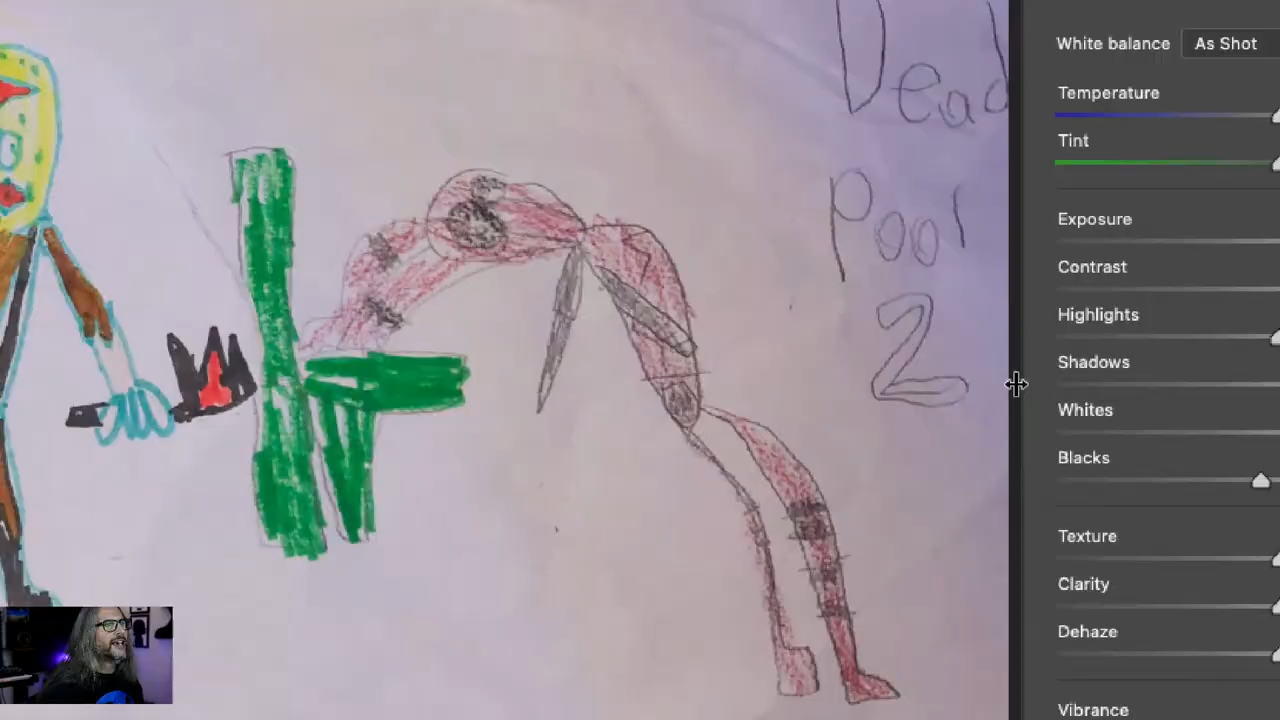 Dead
Pool
2
White balance As Shot
Temperature
Tint
Exposure
Contrast
Highlights
Shadows
Whites
Blacks
Texture
Clarity
Dehaze
Vibrance